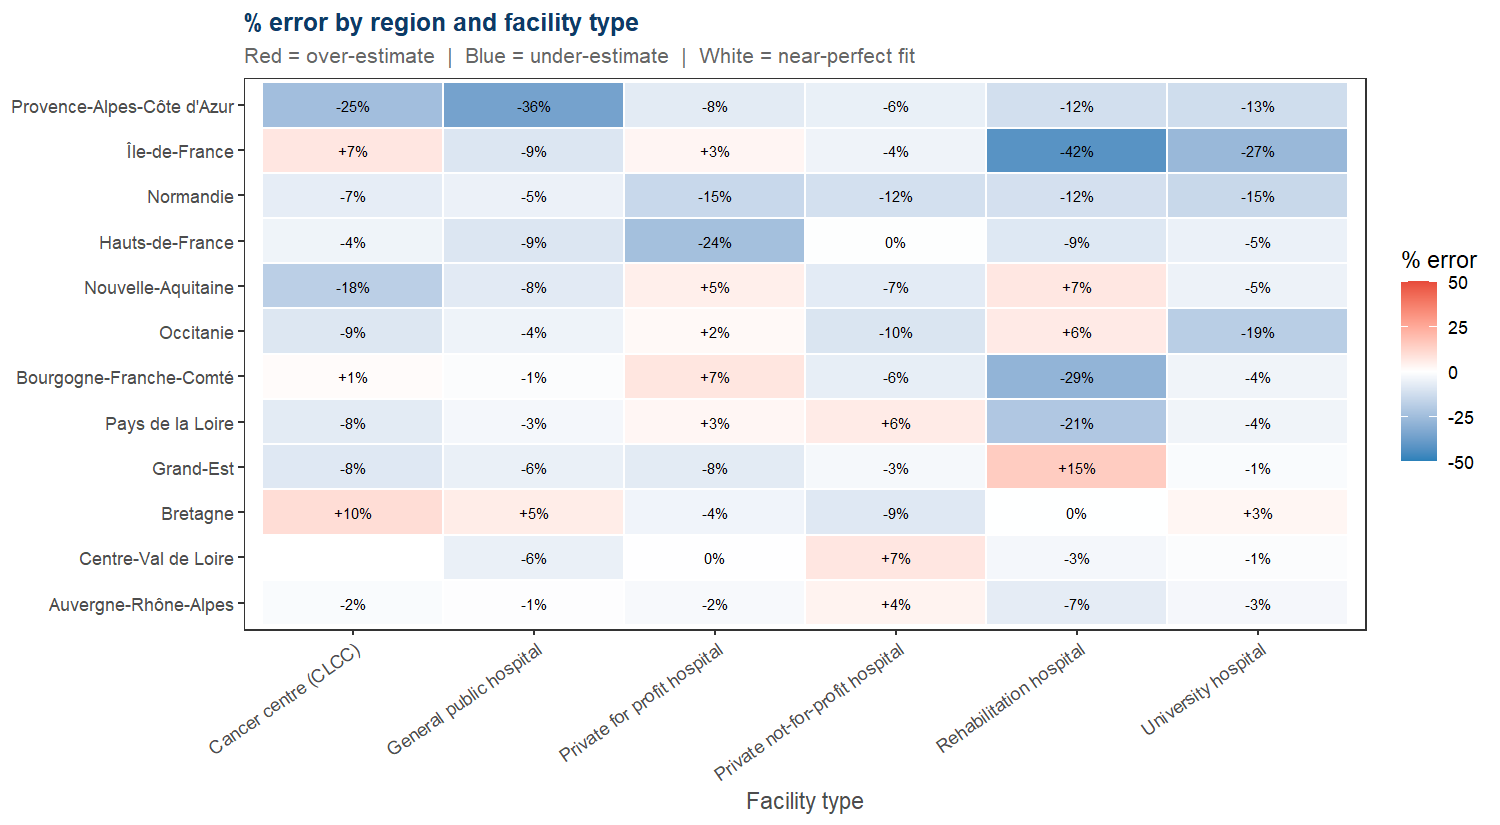 % error by region and facility type
Red = over-estimate | Blue = under-estimate | White = near-perfect fit
Provence-Alpes-Côte d'Azur -25% -36% -8% -6% -12% -13%
Île-de-France +7% -9% +3% -4% -42% -27%
Normandie -7% -5% -15% -12% -12% -15%
Hauts-de-France -4% -9% -24% 0% -9% -5%
Nouvelle-Aquitaine -18% -8% +5% -7% +7% -5%
Occitanie -9% -4% +2% -10% +6% -19%
Bourgogne-Franche-Comté +1% -1% +7% -6% -29% -4%
Pays de la Loire -8% -3% +3% +6% -21% -4%
Grand-Est -8% -6% -8% -3% +15% -1%
Bretagne +10% +5% -4% -9% 0% +3%
Centre-Val de Loire -6% 0% +7% -3% -1%
Auvergne-Rhône-Alpes -2% -1% -2% +4% -7% -3%
Cancer centre (CLCC)
General public hospital
Private for profit hospital
Private not-for-profit hospital
Rehabilitation hospital
University hospital
Facility type
% error
50
25
0
-25
-50